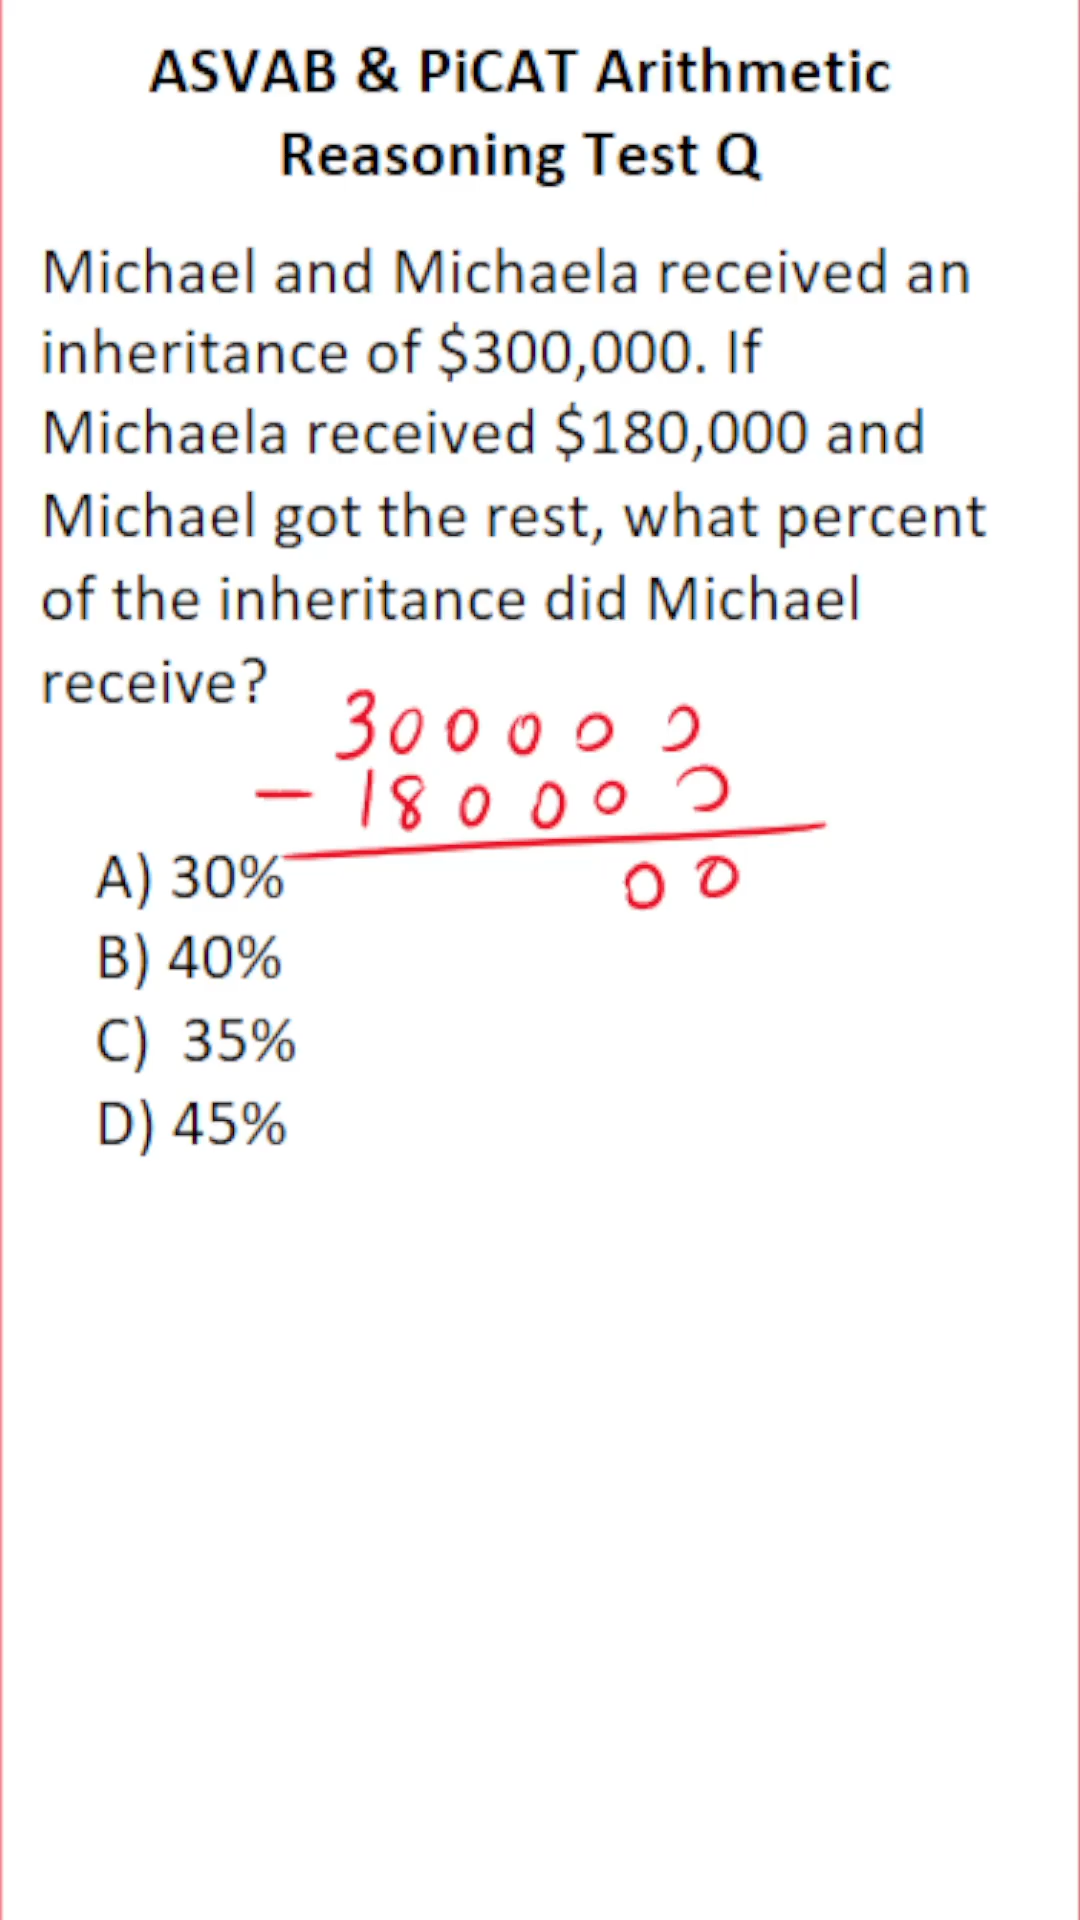 ASVAB & PiCAT Arithmetic
Reasoning Test Q
Michael and Michaela received an
inheritance of $300,000. If
Michaela received $180,000 and
Michael got the rest, what percent
of the inheritance did Michael
receive?
300000
- 180000
00
A) 30%
B) 40%
C) 35%
D) 45%